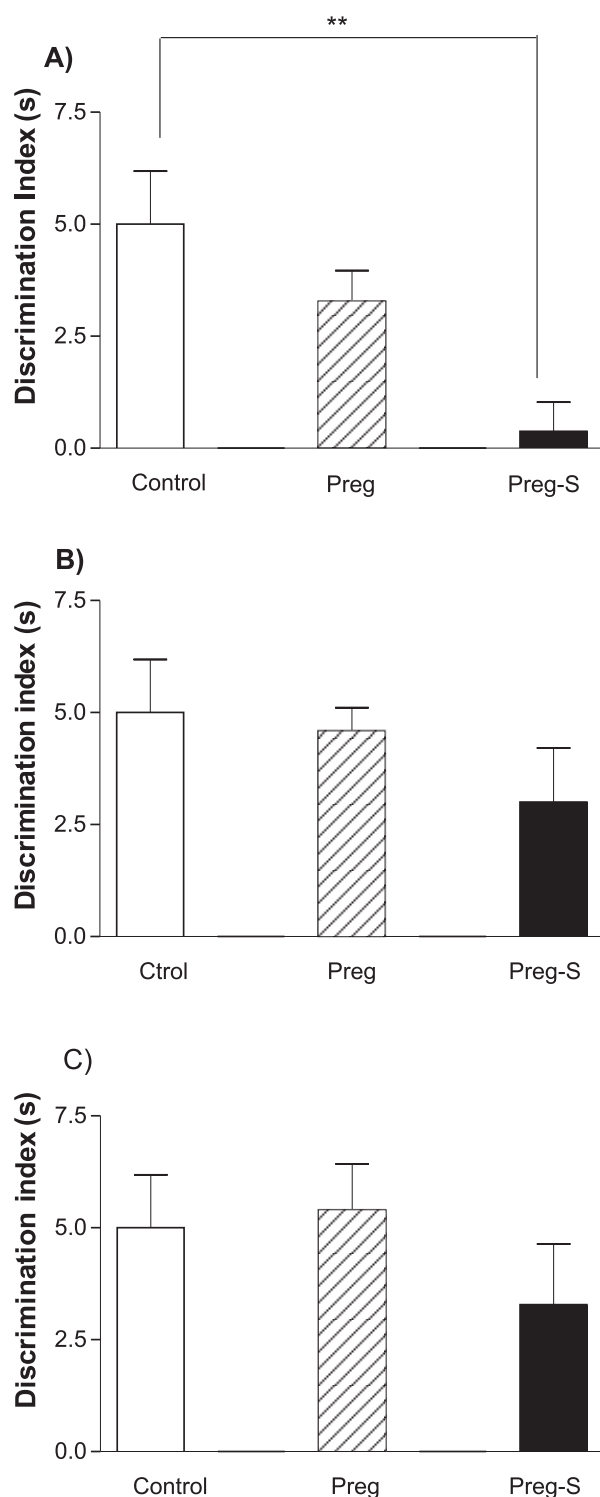 **
A)
Discrimination Index (s)
7.5
5.0
2.5
0.0
Control Preg Preg-S
B)
Discrimination index (s)
7.5
5.0
2.5
0.0
Ctrol Preg Preg-S
C)
Discrimination index (s)
7.5
5.0
2.5
0.0
Control Preg Preg-S